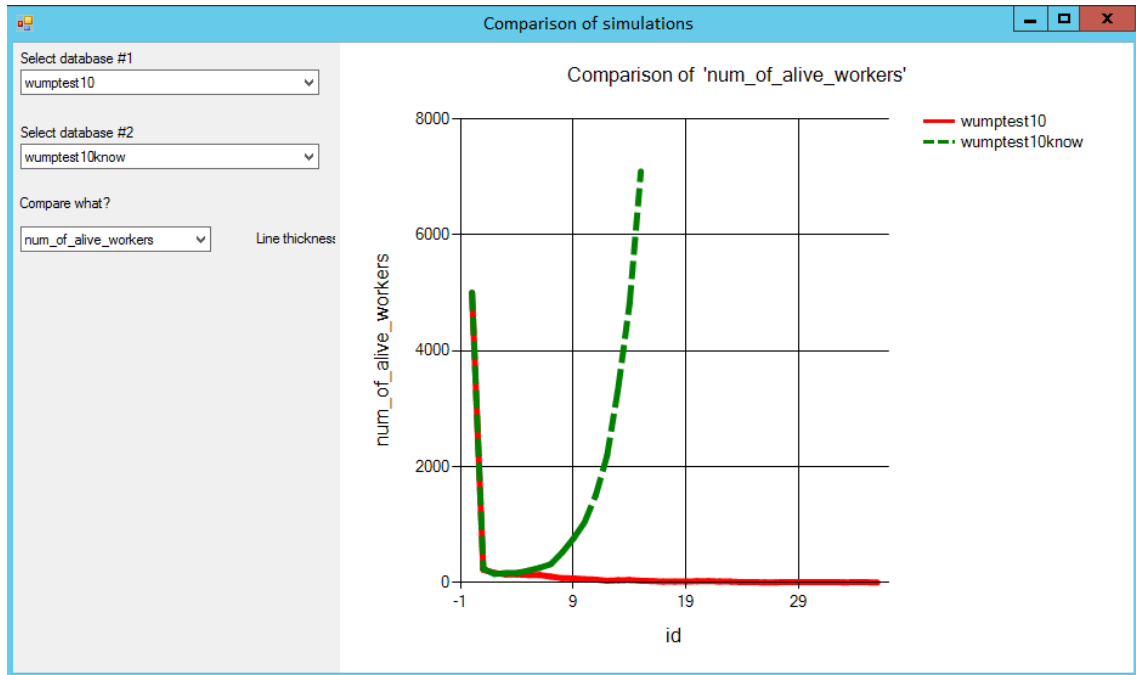 Comparison of simulations
Select database #1
wumptest10
Select database #2
wumptest10know
Compare what?
num_of_alive_workers
Line thickness
Comparison of 'num_of_alive_workers'
wumptest10
wumptest10know
num_of_alive_workers
8000
6000
4000
2000
0
-1 9 19 29
id